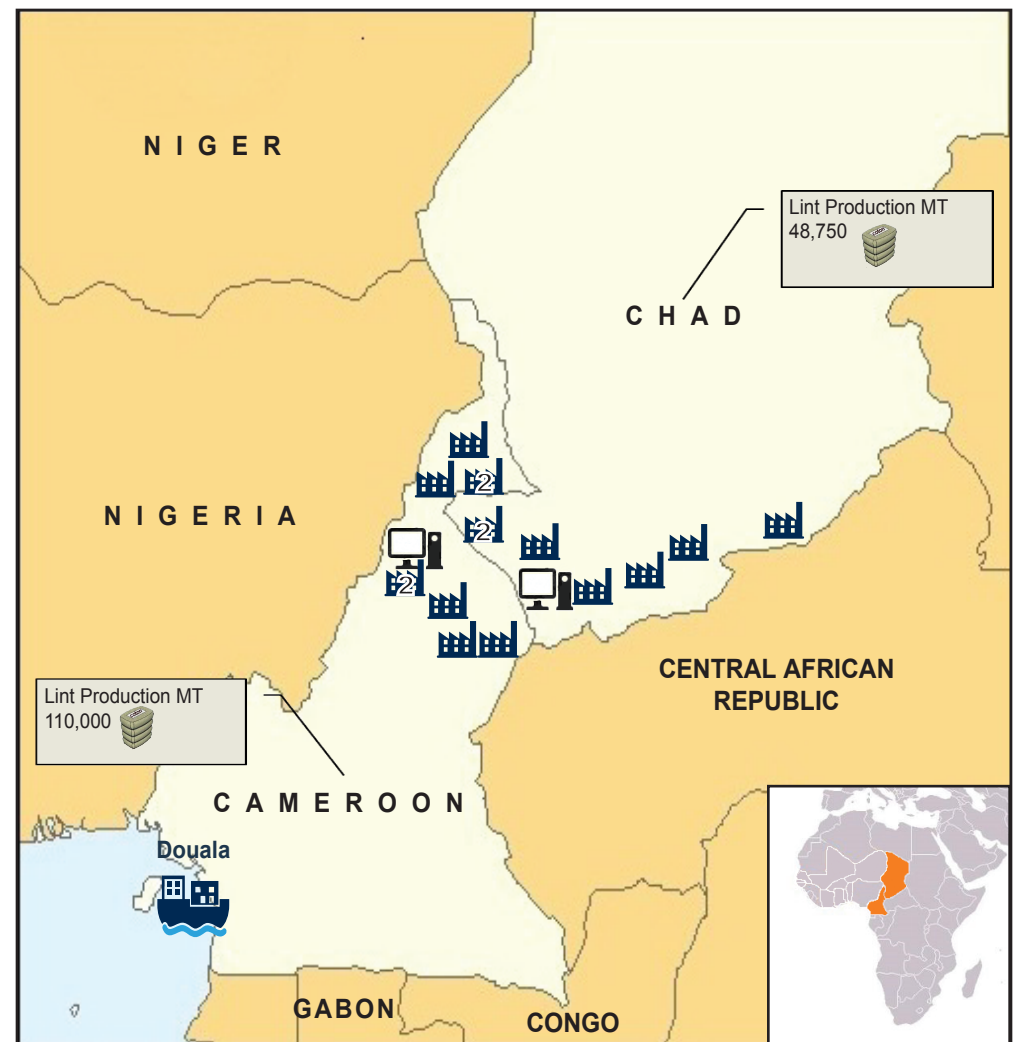 NIGER
Lint Production MT
48,750
CHAD
2
NIGERIA
2
2
CENTRAL AFRICAN
REPUBLIC
Lint Production MT
110,000
CAMEROON
Douala
GABON
CONGO